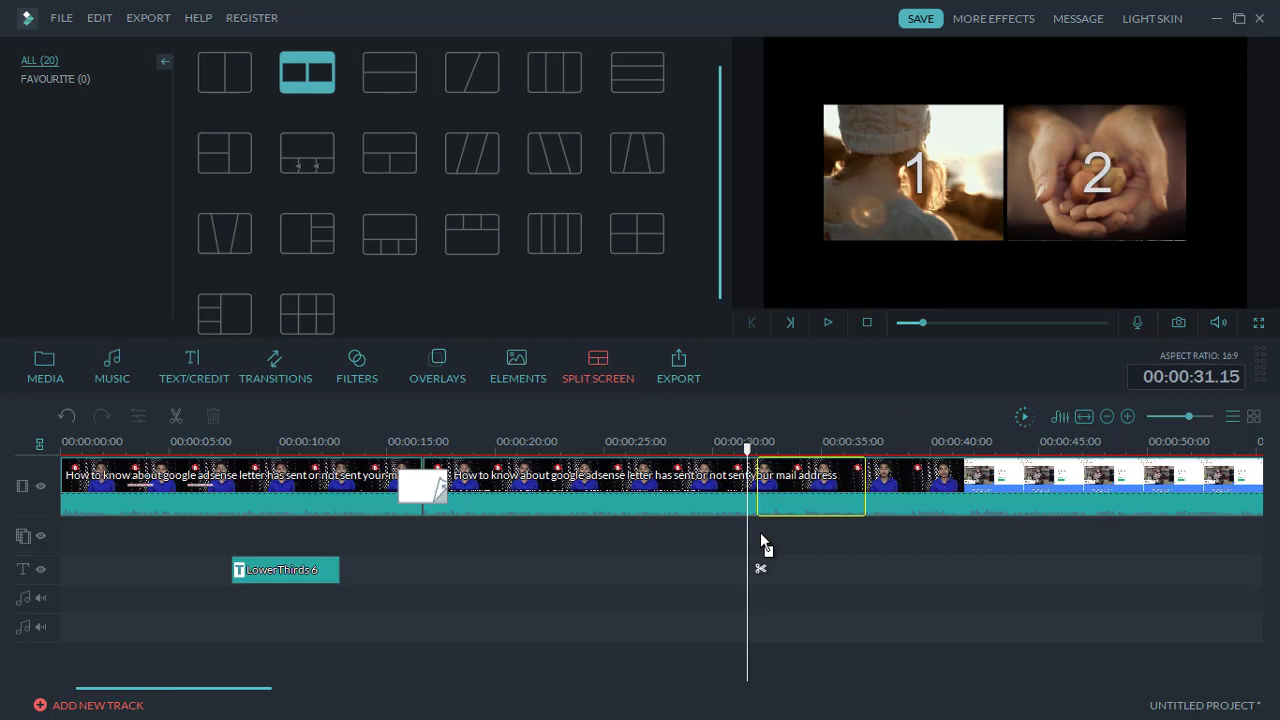 FILE EDIT EXPORT HELP REGISTER SAVE MORE EFFECTS MESSAGE LIGHT SKIN
ALL (20)
FAVOURITE (0)
1 2
MEDIA MUSIC TEXT/CREDIT TRANSITIONS FILTERS OVERLAYS ELEMENTS SPLIT SCREEN EXPORT
ASPECT RATIO: 16:9
00:00:31.15
00:00:00:00 00:00:05:00 00:00:10:00 00:00:15:00 00:00:20:00 00:00:25:00 00:00:30:00 00:00:35:00 00:00:40:00 00:00:45:00 00:00:50:00 0
How to know about google adsense letter has sent or not sent your m How to know about google adsense letter has sent or not sent your mail address
T LowerThirds 6
ADD NEW TRACK UNTITLED PROJECT *